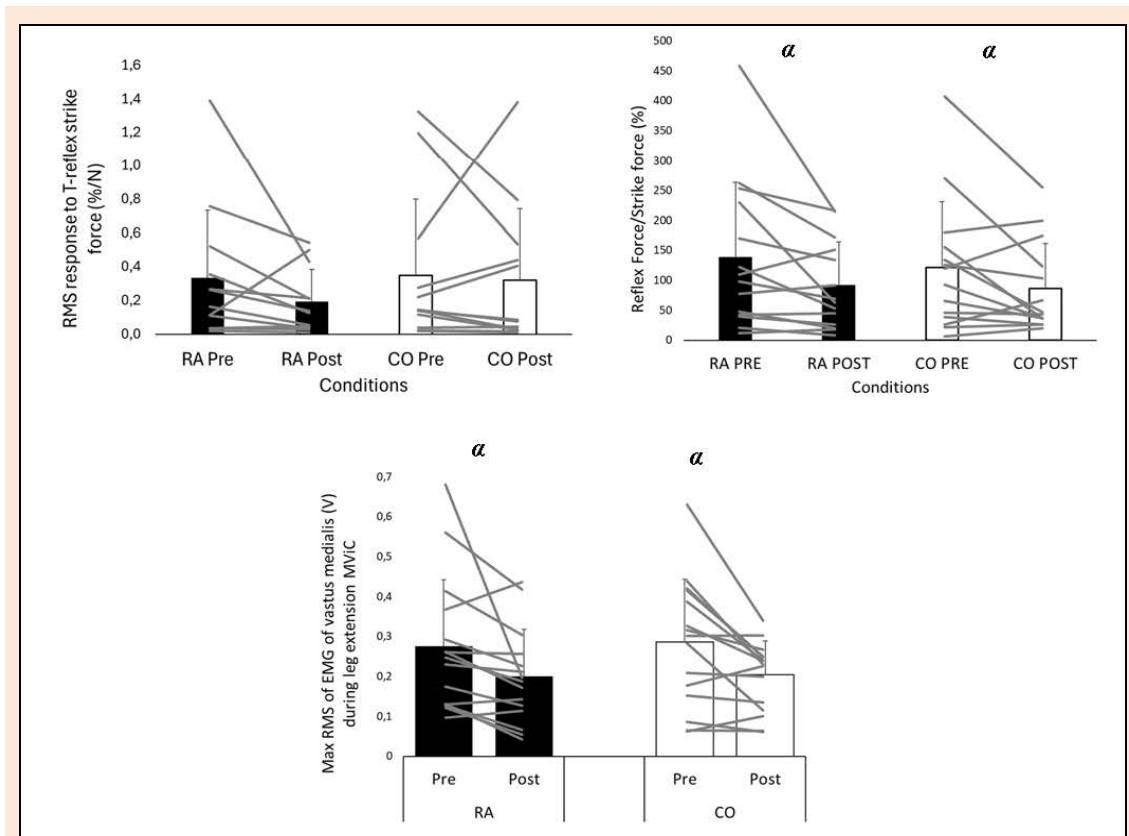 RMS response to T-reflex strike
force (%/N)
1,6
1,4
1,2
1,0
0,8
0,6
0,4
0,2
0,0
RA Pre RA Post CO Pre CO Post
Conditions
α α
Reflex Force/Strike force (%)
500
450
400
350
300
250
200
150
100
50
0
RA PRE RA POST CO PRE CO POST
Conditions
α α
Max RMS of EMG of vastus medialis (V)
during leg extension MViC
0,7
0,6
0,5
0,4
0,3
0,2
0,1
0
Pre Post Pre Post
RA CO